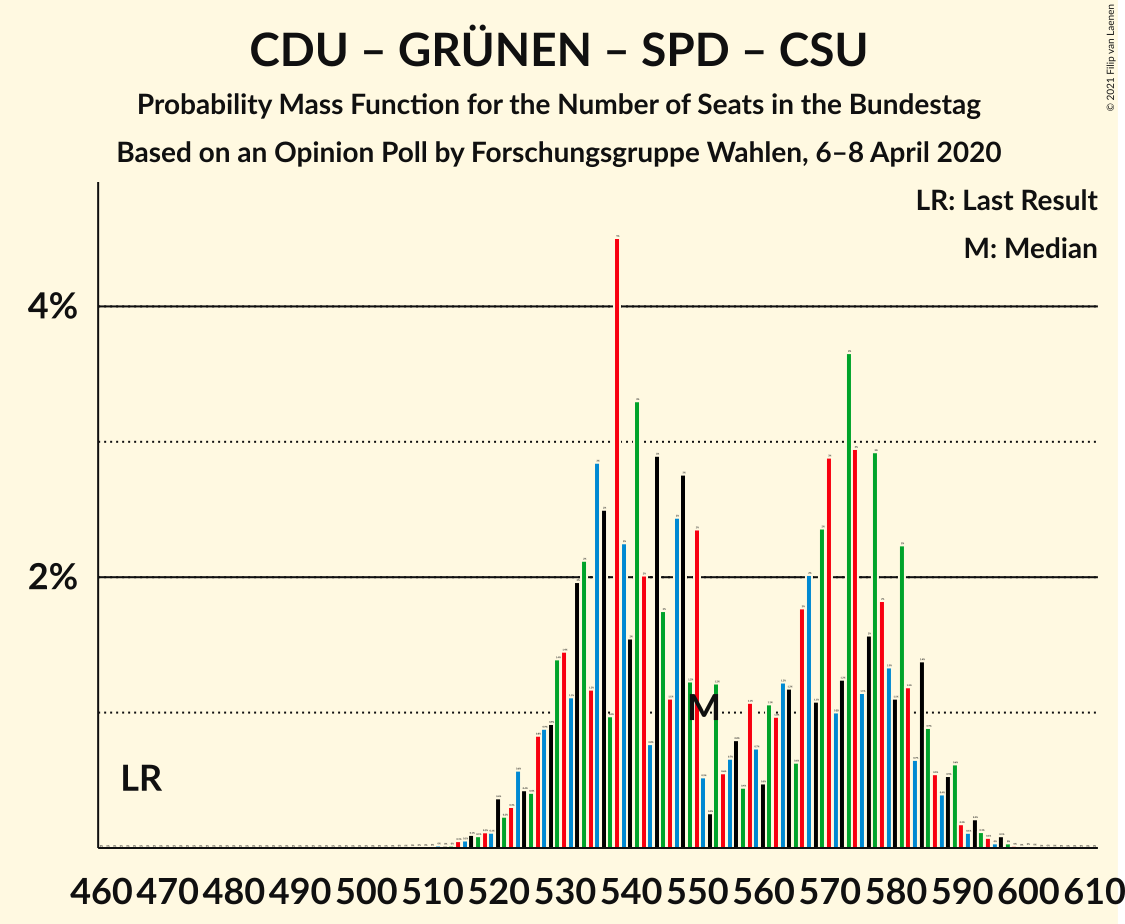 CDU – GRÜNEN – SPD – CSU
Probability Mass Function for the Number of Seats in the Bundestag
Based on an Opinion Poll by Forschungsgruppe Wahlen, 6–8 April 2020
© 2021 Filip van Laenen
LR: Last Result
M: Median
4%
2%
M
LR
460 470 480 490 500 510 520 530 540 550 560 570 580 590 600 610